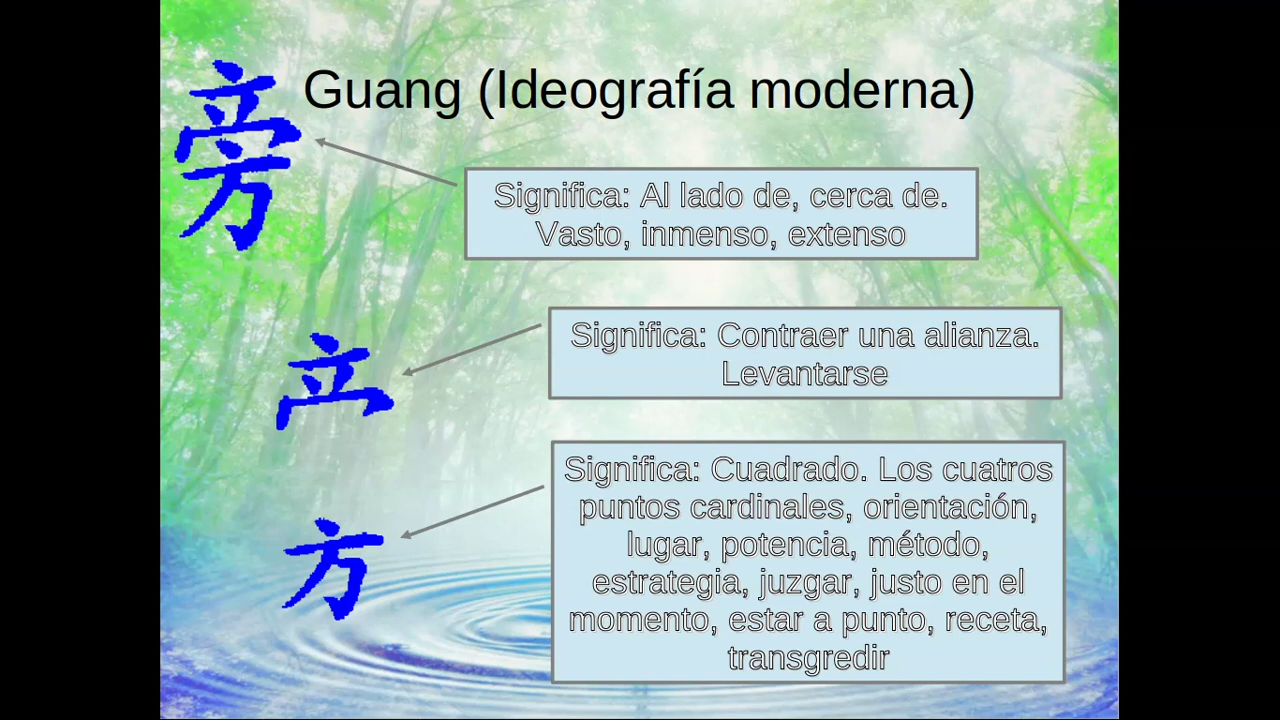 旁
Guang (Ideografía moderna)
Significa: Al lado de, cerca de.
Vasto, inmenso, extenso
Significa: Contraer una alianza.
Levantarse
方
Significa: Cuadrado. Los cuatros
puntos cardinales, orientación,
lugar, potencia, método,
estrategia, juzgar, justo en el
momento, estar a punto, receta,
transgredir